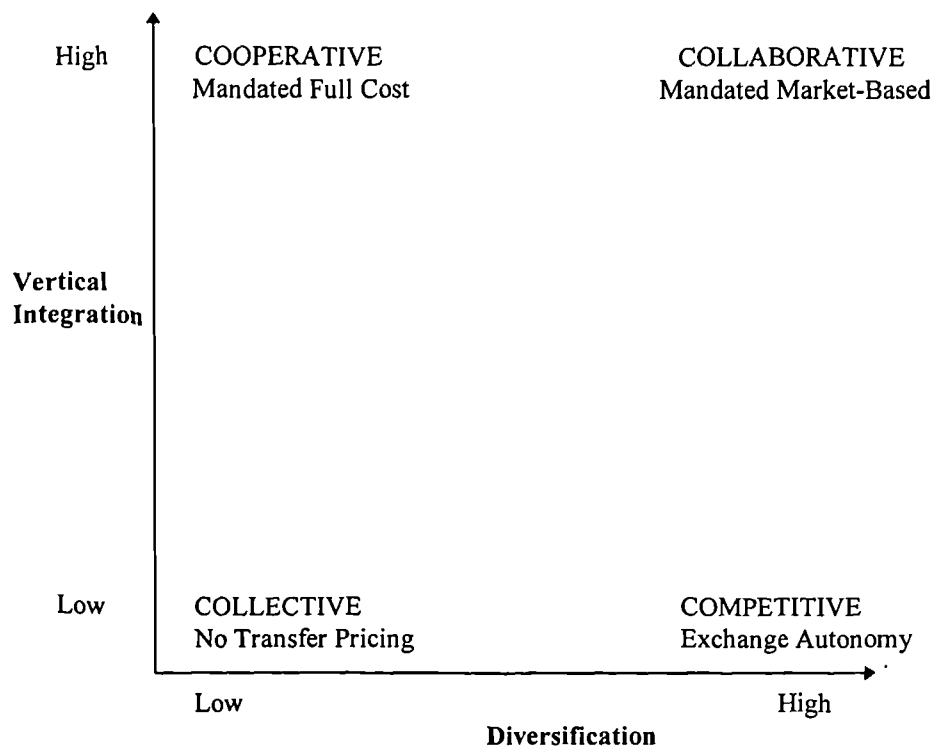 High
COOPERATIVE
Mandated Full Cost
COLLABORATIVE
Mandated Market-Based
Vertical
Integration
Low
COLLECTIVE
No Transfer Pricing
COMPETITIVE
Exchange Autonomy
Low
High
Diversification